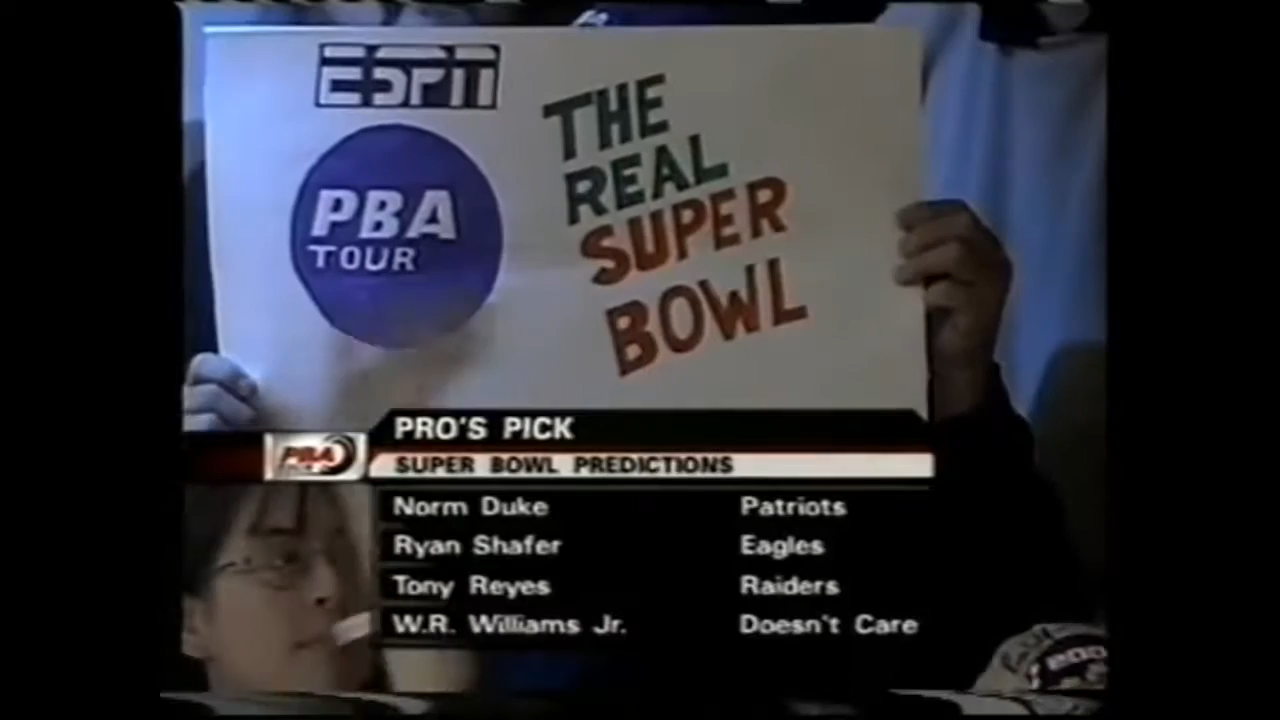 ESPN
PBA
TOUR
THE
REAL
SUPER
BOWL
PRO'S PICK
PBA
SUPER BOWL PREDICTIONS
Norm Duke Patriots
Ryan Shafer Eagles
Tony Reyes Raiders
W.R. Williams Jr. Doesn't Care